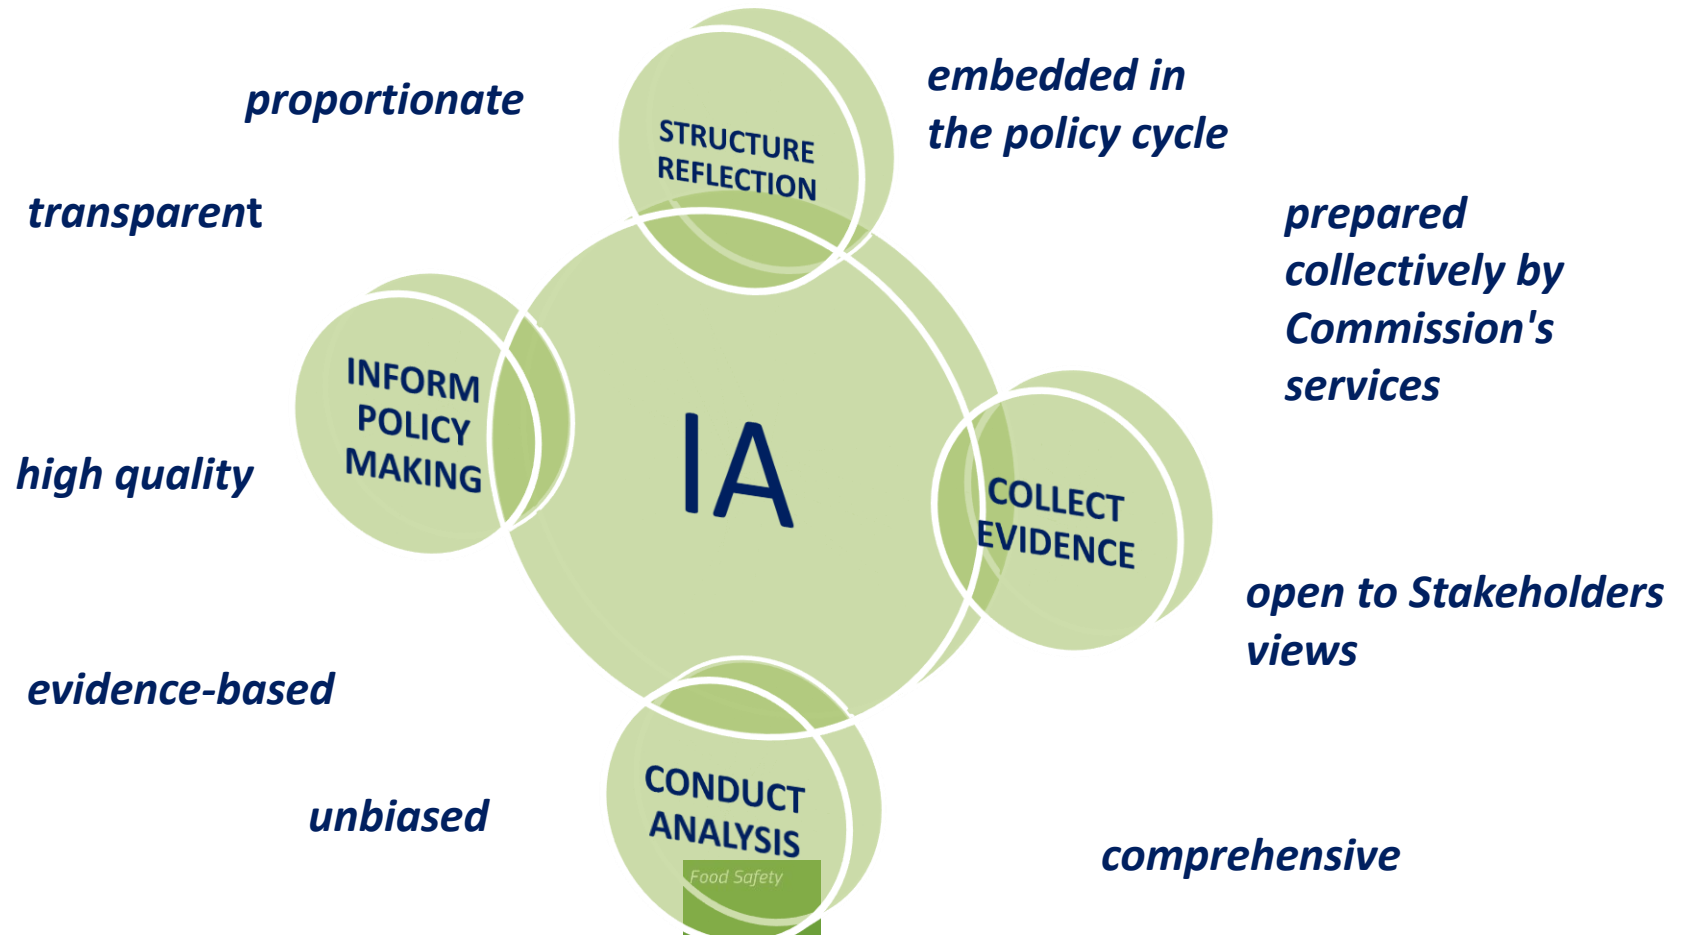 proportionate
embedded in
the policy cycle
STRUCTURE
REFLECTION
transparent
prepared
collectively by
Commission's
services
INFORM
POLICY
MAKING
IA
high quality
COLLECT
EVIDENCE
open to Stakeholders
views
evidence-based
unbiased
CONDUCT
ANALYSIS
Food Safety
comprehensive